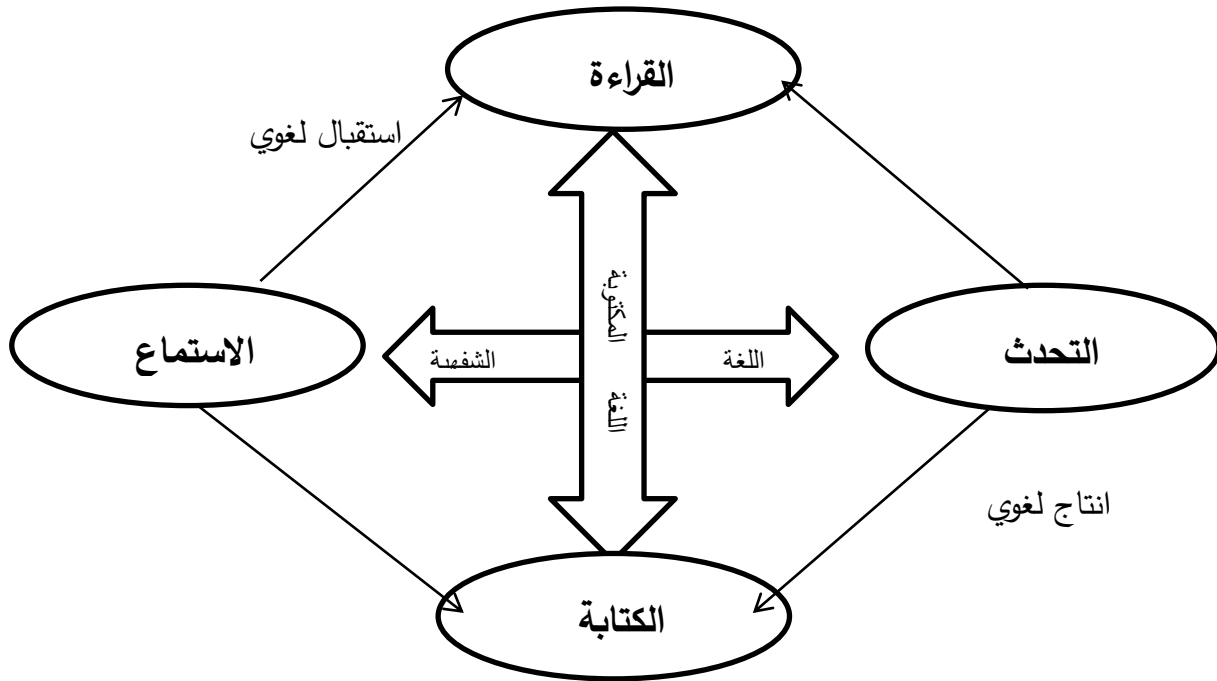 القراءة
استقبال لغوي
المكتوبة
اللغة
التحدث
اللغة
الشفهية
الاستماع
انتاج لغوي
الكتابة